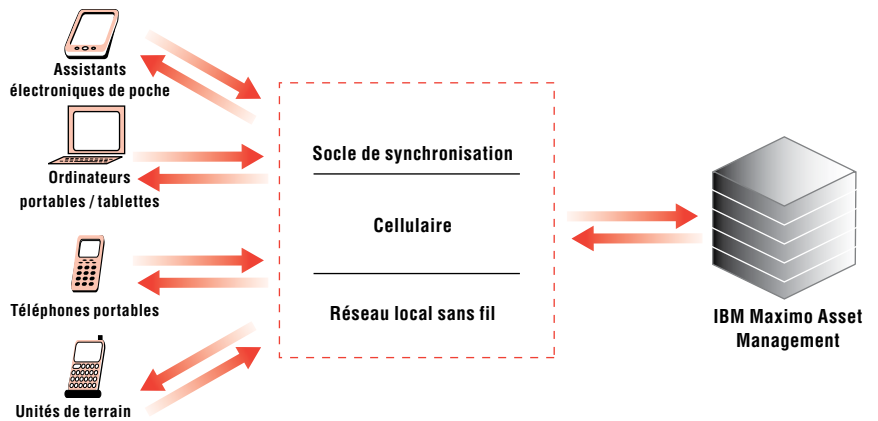 Assistants
électroniques de poche
Ordinateurs
portables / tablettes
Téléphones portables
Unités de terrain
Socle de synchronisation
Cellulaire
Réseau local sans fil
IBM Maximo Asset
Management